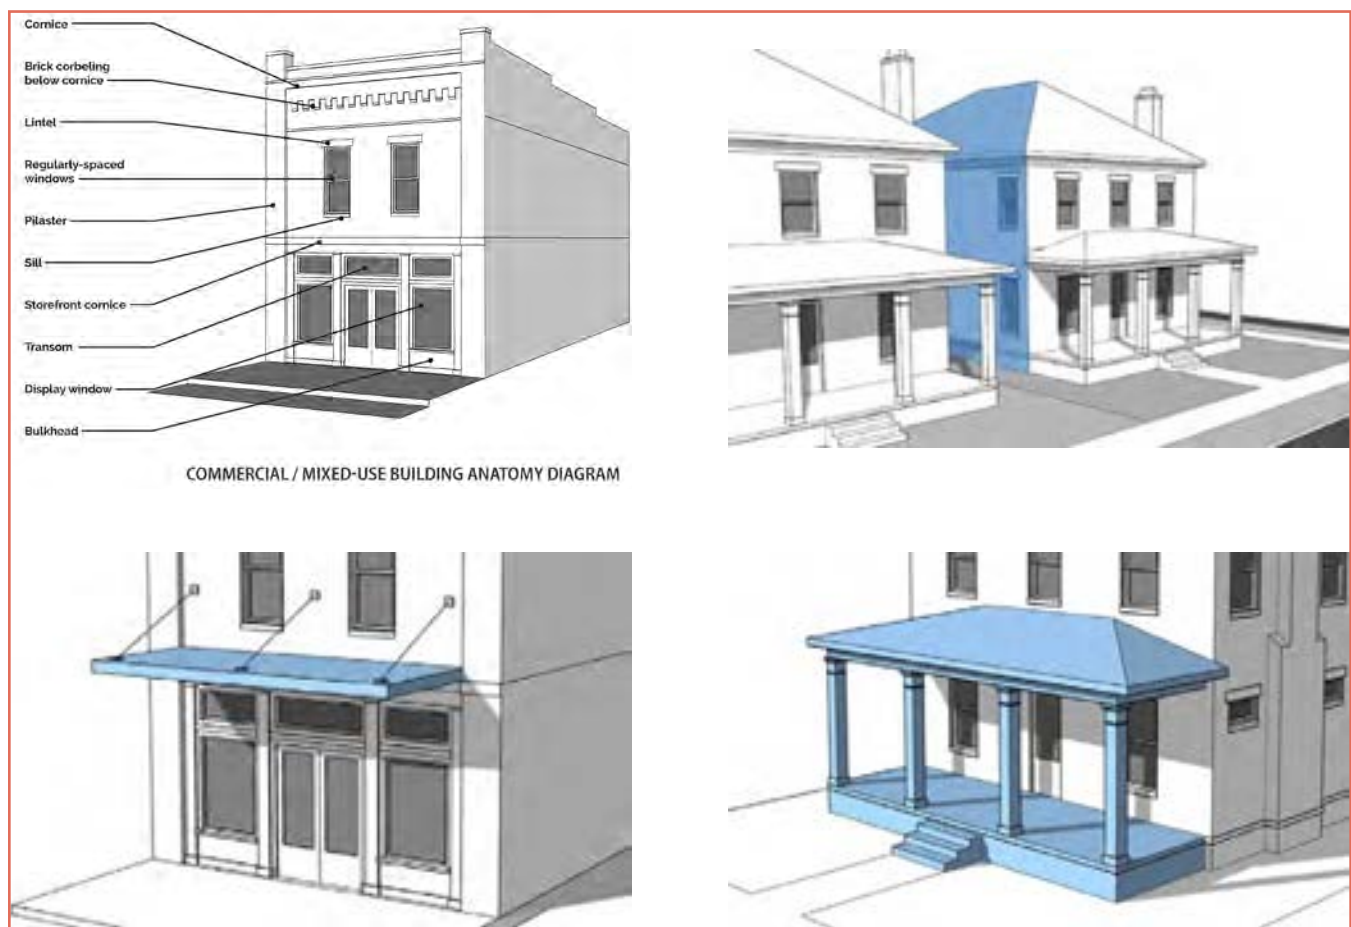 Cornice
Brick corbeling
below cornice
Lintel
Regularly-spaced
windows
Pilaster
Sill
Storefront cornice
Transom
Display window
Bulkhead
COMMERCIAL / MIXED-USE BUILDING ANATOMY DIAGRAM